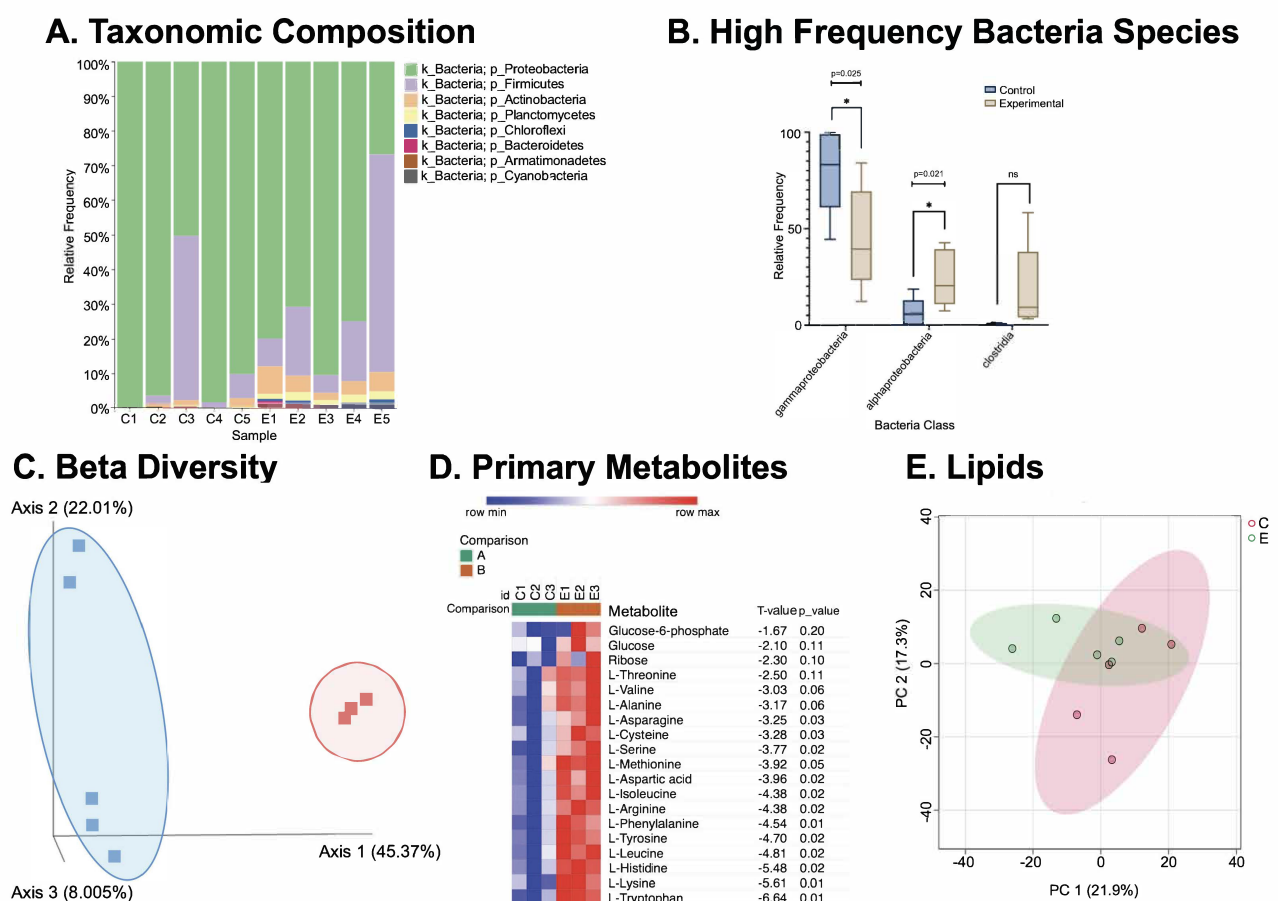 A. Taxonomic Composition
100%
90%
80%
70%
60%
50%
40%
30%
20%
10%
0%
Relative Frequency
C1 C2 C3 C4 C5 E1 E2 E3 E4 E5
Sample
k_Bacteria; p_Proteobacteria
k_Bacteria; p_Firmicutes
k_Bacteria; p_Actinobacteria
k_Bacteria; p_Planctomycetes
k_Bacteria; p_Chloroflexi
k_Bacteria; p_Bacteroidetes
k_Bacteria; p_Armatimonadetes
k_Bacteria; p_Cyanobacteria
B. High Frequency Bacteria Species
Control
Experimental
p=0.025
*
p=0.021
*
ns
100
50
0
Relative Frequency
gammaproteobacteria
alphaproteobacteria
clostridia
Bacteria Class
C. Beta Diversity
Axis 2 (22.01%)
Axis 1 (45.37%)
Axis 3 (8.005%)
D. Primary Metabolites
row min row max
Comparison
A
B
id C1 C2 C3 E1 E2 E3
Comparison Metabolite T-value p_value
Glucose-6-phosphate -1.67 0.20
Glucose -2.10 0.11
Ribose -2.30 0.10
L-Threonine -2.50 0.11
L-Valine -3.03 0.06
L-Alanine -3.17 0.06
L-Asparagine -3.25 0.03
L-Cysteine -3.28 0.03
L-Serine -3.77 0.02
L-Methionine -3.92 0.05
L-Aspartic acid -3.96 0.02
L-Isoleucine -4.38 0.02
L-Arginine -4.38 0.02
L-Phenylalanine -4.54 0.01
L-Tyrosine -4.70 0.02
L-Leucine -4.81 0.02
L-Histidine -5.48 0.02
L-Lysine -5.61 0.01
L-Tryptophan -6.64 0.01
E. Lipids
C
E
40
20
0
-20
40
PC 2 (17.3%)
-40 -20 0 20 40
PC 1 (21.9%)